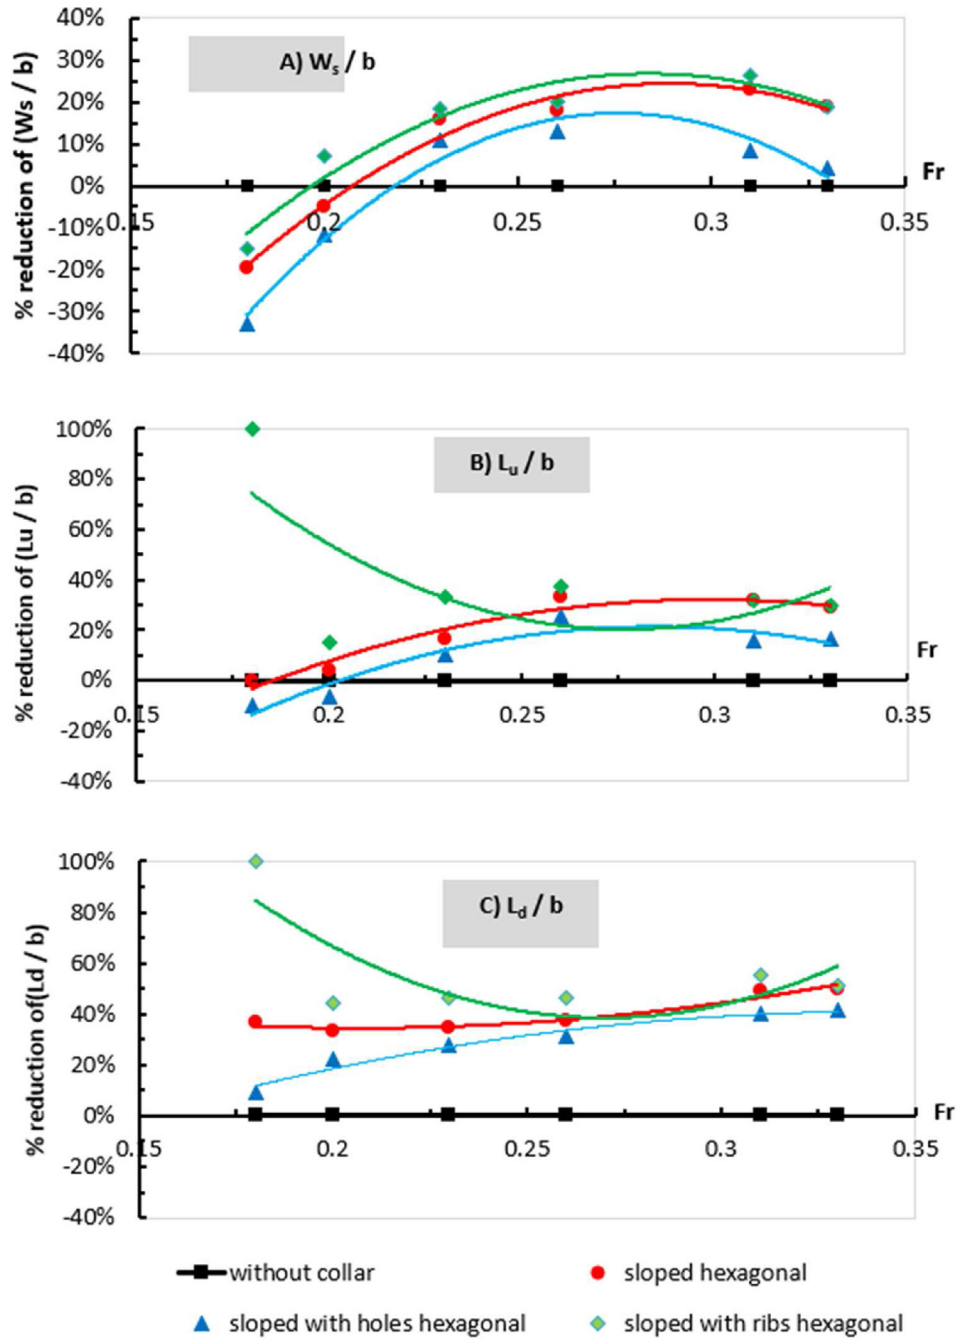 40%
30%
20%
10%
0%
-10%
-20%
-30%
-40%
% reduction of (Ws / b)
A) Ws / b
Fr
0.15 0.2 0.25 0.3 0.35
100%
80%
60%
40%
20%
0%
-20%
-40%
% reduction of (Lu / b)
B) Lu / b
Fr
0.15 0.2 0.25 0.3 0.35
100%
80%
60%
40%
20%
0%
-20%
-40%
% reduction of(Ld / b)
C) Ld / b
Fr
0.15 0.2 0.25 0.3 0.35
without collar sloped hexagonal
sloped with holes hexagonal sloped with ribs hexagonal